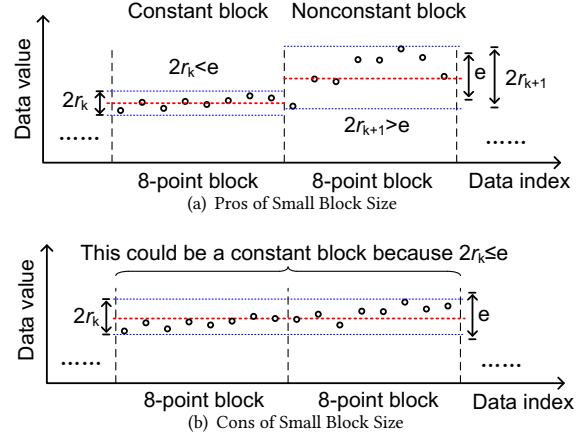 Constant block Nonconstant block
Data value
2rₖ
2rₖ<e
2rₖ₊₁>e
e
2rₖ₊₁
......
......
8-point block 8-point block Data index
(a) Pros of Small Block Size
This could be a constant block because 2rₖ≤e
Data value
2rₖ
e
......
......
8-point block 8-point block Data index
(b) Cons of Small Block Size